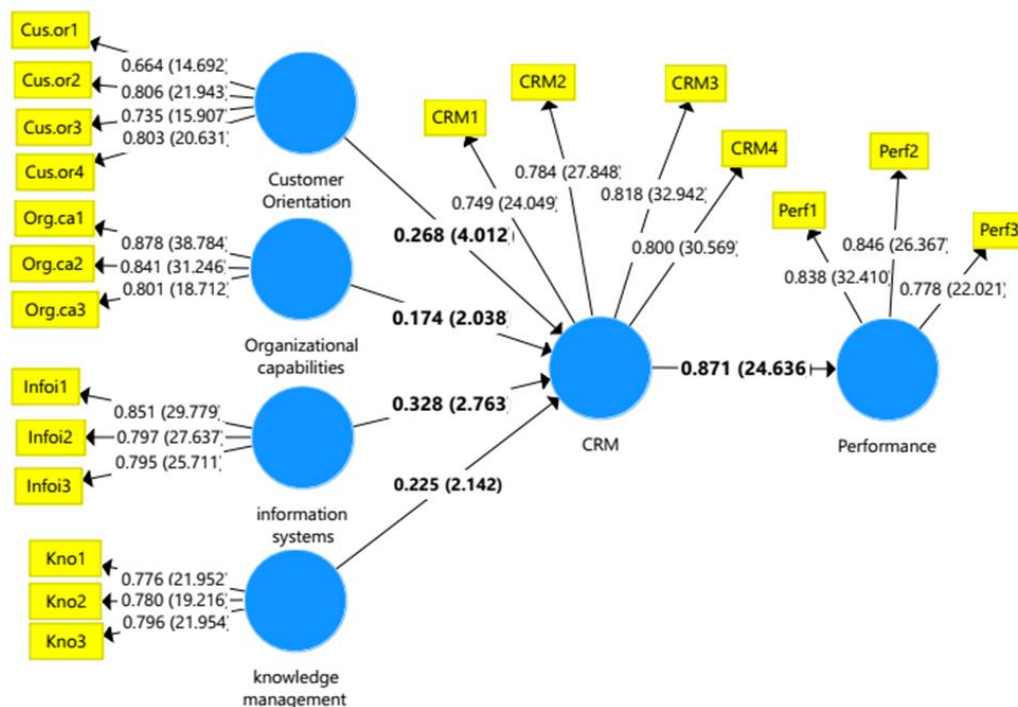 Cus.or1
Cus.or2
Cus.or3
Cus.or4
0.664 (14.692)
0.806 (21.943)
0.735 (15.907)
0.803 (20.631)
Customer
Orientation
Org.ca1
Org.ca2
Org.ca3
0.878 (38.784)
0.841 (31.246)
0.801 (18.712)
Organizational
capabilities
Infoi1
Infoi2
Infoi3
0.851 (29.779)
0.797 (27.637)
0.795 (25.711)
information
systems
Kno1
Kno2
Kno3
0.776 (21.952)
0.780 (19.216)
0.796 (21.954)
knowledge
management
0.268 (4.012)
0.174 (2.038)
0.328 (2.763)
0.225 (2.142)
CRM1
CRM2
CRM3
CRM4
0.749 (24.049)
0.784 (27.848)
0.818 (32.942)
0.800 (30.569)
CRM
0.871 (24.636)
Perf1
Perf2
Perf3
0.838 (32.410)
0.846 (26.367)
0.778 (22.021)
Performance